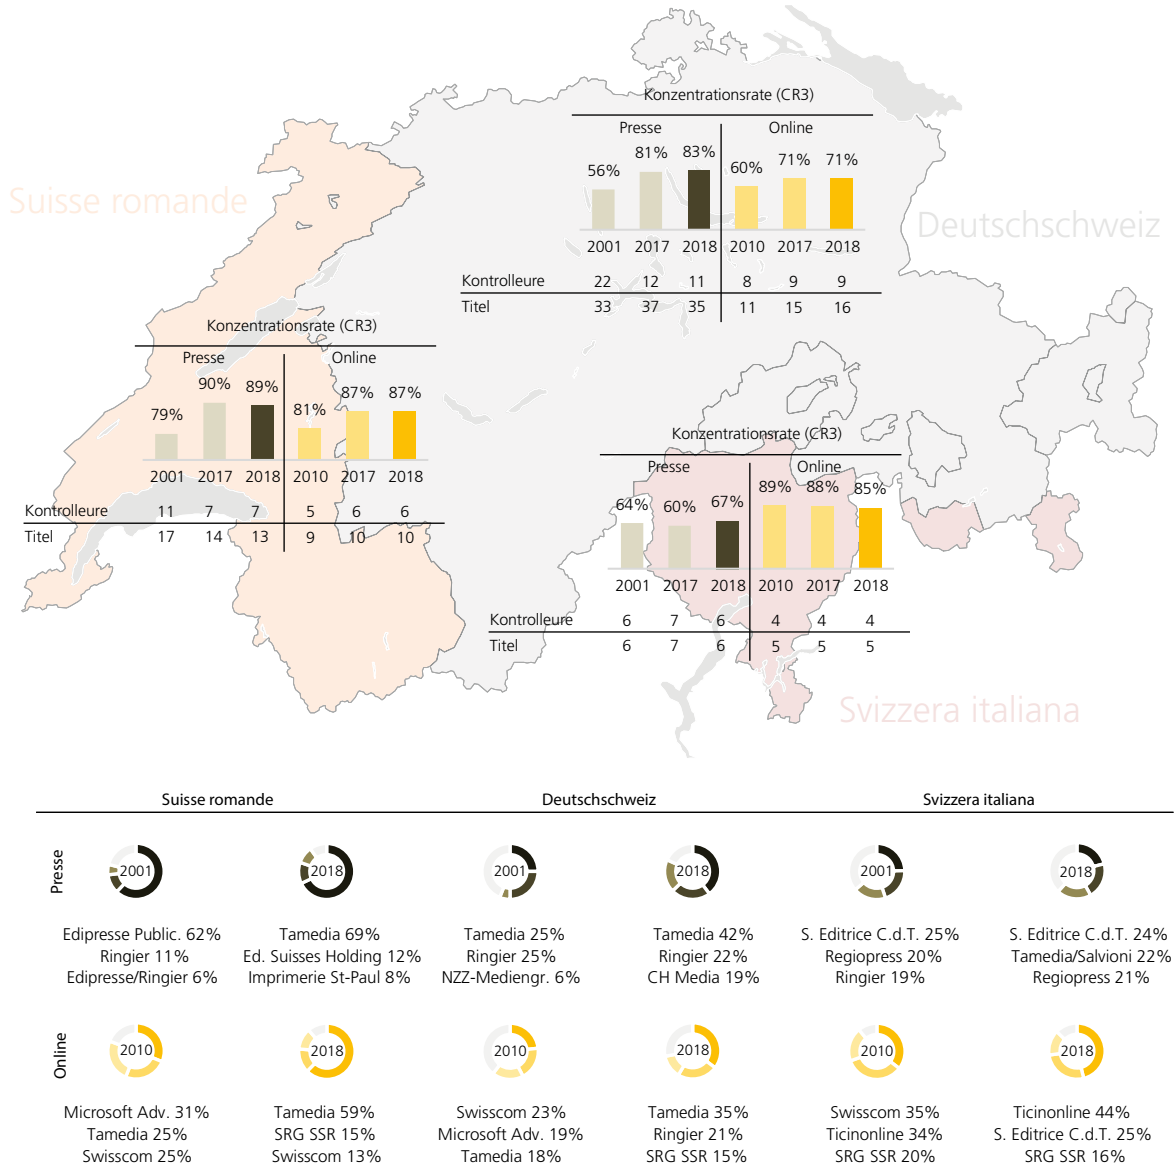 Konzentrationsrate (CR3)
Presse Online
56% 81% 83% 60% 71% 71%
2001 2017 2018 2010 2017 2018
Kontrolleure 22 12 11 8 9 9
Titel 33 37 35 11 15 16
Suisse romande
Deutschschweiz
Konzentrationsrate (CR3)
Presse Online
79% 90% 89% 81% 87% 87%
2001 2017 2018 2010 2017 2018
Kontrolleure 11 7 7 5 6 6
Titel 17 14 13 9 10 10
Konzentrationsrate (CR3)
Presse Online
64% 60% 67% 89% 88% 85%
2001 2017 2018 2010 2017 2018
Kontrolleure 6 7 6 4 4 4
Titel 6 7 6 5 5 5
Svizzera italiana
Suisse romande Deutschschweiz Svizzera italiana
Presse
2001 2018 2001 2018 2001 2018
Edipresse Public. 62% Tamedia 69% Tamedia 25% Tamedia 42% S. Editrice C.d.T. 25% S. Editrice C.d.T. 24%
Ringier 11% Ed. Suisses Holding 12% Ringier 25% Ringier 22% Regiopress 20% Tamedia/Salvioni 22%
Edipresse/Ringier 6% Imprimerie St-Paul 8% NZZ-Mediengr. 6% CH Media 19% Ringier 19% Regiopress 21%
Online
2010 2018 2010 2018 2010 2018
Microsoft Adv. 31% Tamedia 59% Swisscom 23% Tamedia 35% Swisscom 35% Ticinonline 44%
Tamedia 25% SRG SSR 15% Microsoft Adv. 19% Ringier 21% Ticinonline 34% S. Editrice C.d.T. 25%
Swisscom 25% Swisscom 13% Tamedia 18% SRG SSR 15% SRG SSR 20% SRG SSR 16%